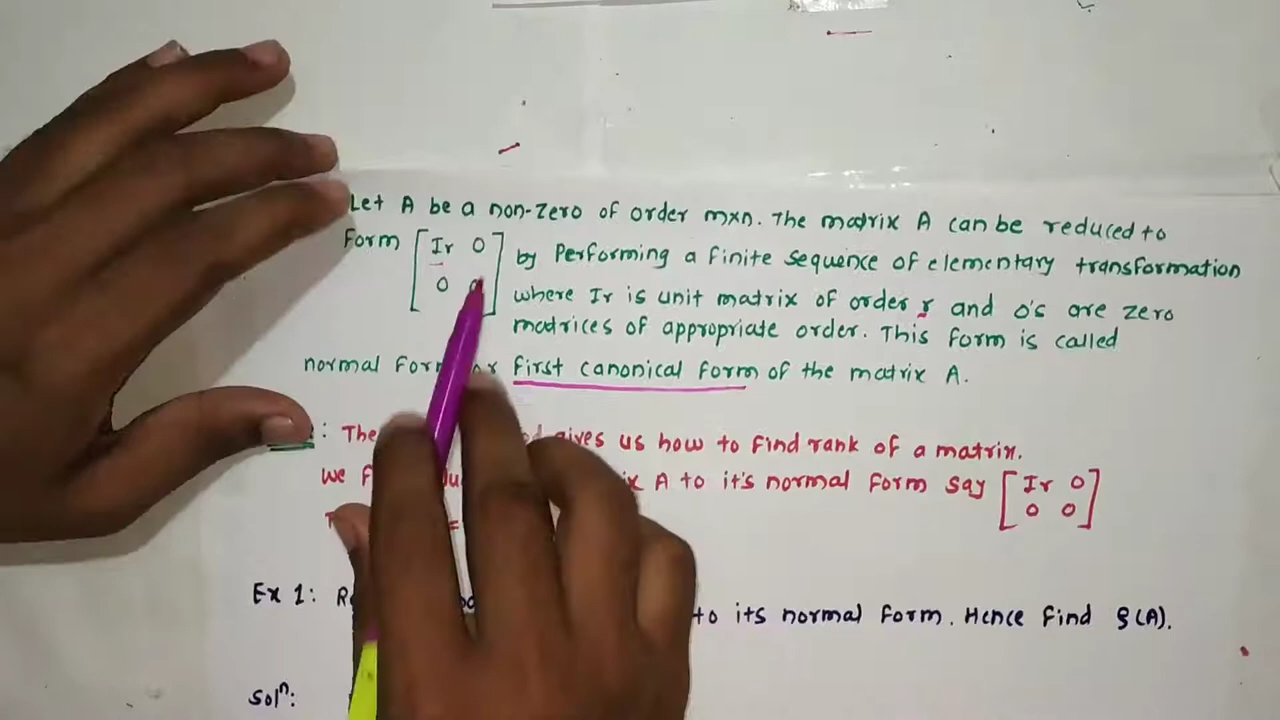 Let A be a non-zero of order m×n. The matrix A can be reduced to
form [Ir 0
0 ] by Performing a finite sequence of elementary transformation
where Ir is unit matrix of order r and 0's are zero
matrices of appropriate order. This form is called
normal form first canonical form of the matrix A.
: The gives us how to find rank of a matrix.
We A to it's normal form say [Ir 0
0 0]
=
Ex 1: to its normal form. Hence find ρ(A).
Solⁿ: